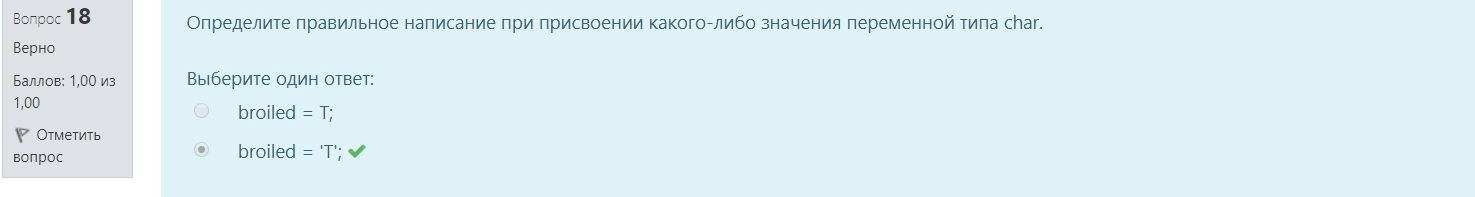 Вопрос 18
Верно
Баллов: 1,00 из
1,00
Отметить
вопрос
Определите правильное написание при присвоении какого-либо значения переменной типа char.
Выберите один ответ:
broiled = T;
broiled = 'T';